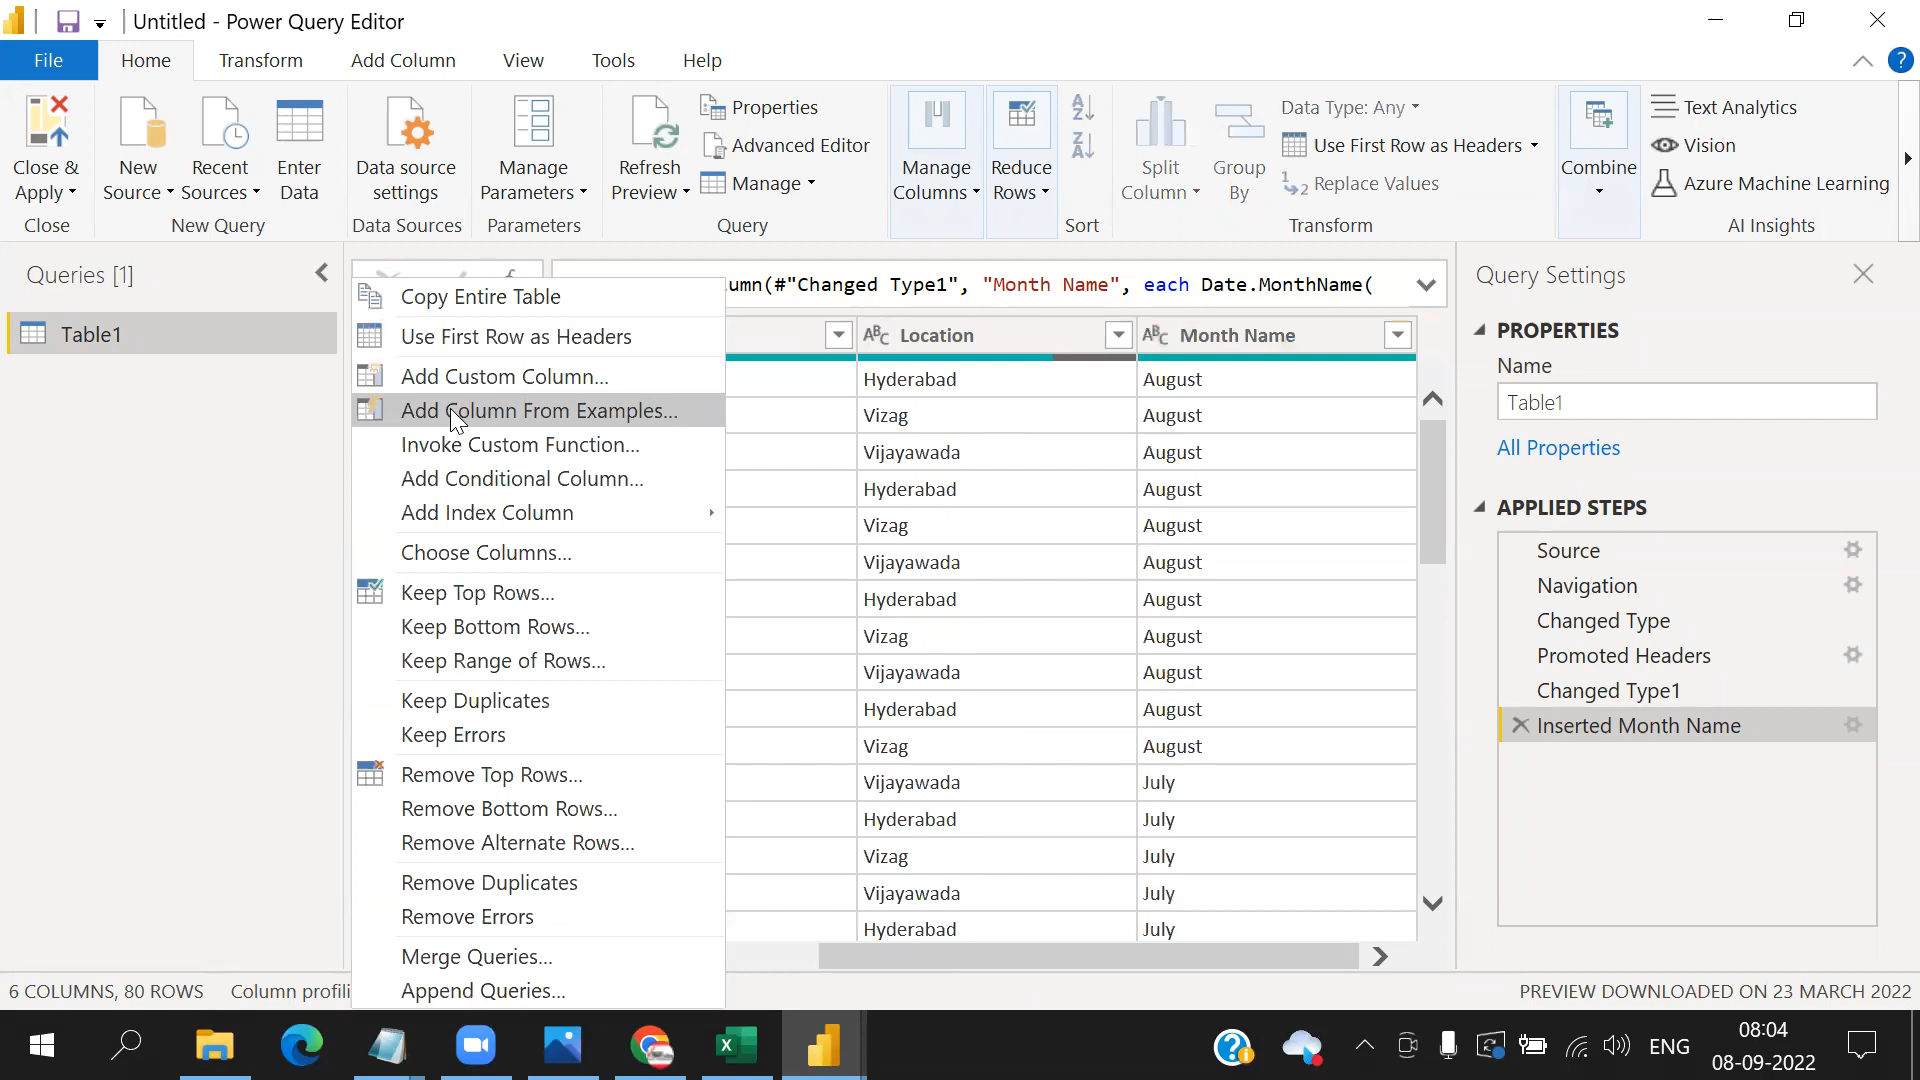 Untitled - Power Query Editor
File Home Transform Add Column View Tools Help
Close & Apply
New Source
Recent Sources
Enter Data
Data source settings
Manage Parameters
Refresh Preview
Properties
Advanced Editor
Manage
Manage Columns
Reduce Rows
Split Column
Group By
Data Type: Any
Use First Row as Headers
Replace Values
Combine
Text Analytics
Vision
Azure Machine Learning
Close
New Query
Data Sources
Parameters
Query
Sort
Transform
AI Insights
Queries [1]
Table1
Copy Entire Table
Use First Row as Headers
Add Custom Column...
Add Column From Examples...
Invoke Custom Function...
Add Conditional Column...
Add Index Column
Choose Columns...
Keep Top Rows...
Keep Bottom Rows...
Keep Range of Rows...
Keep Duplicates
Keep Errors
Remove Top Rows...
Remove Bottom Rows...
Remove Alternate Rows...
Remove Duplicates
Remove Errors
Merge Queries...
Append Queries...
umn(#"Changed Type1", "Month Name", each Date.MonthName(
Location Month Name
Hyderabad August
Vizag August
Vijayawada August
Hyderabad August
Vizag August
Vijayawada August
Hyderabad August
Vizag August
Vijayawada August
Hyderabad August
Vizag August
Vijayawada July
Hyderabad July
Vizag July
Vijayawada July
Hyderabad July
Query Settings
PROPERTIES
Name
Table1
All Properties
APPLIED STEPS
Source
Navigation
Changed Type
Promoted Headers
Changed Type1
Inserted Month Name
6 COLUMNS, 80 ROWS Column profili
PREVIEW DOWNLOADED ON 23 MARCH 2022
ENG
08:04
08-09-2022